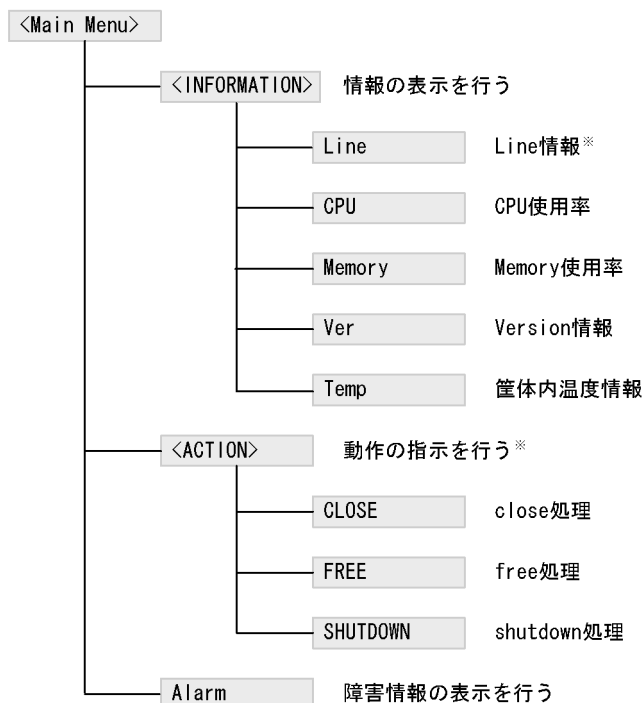 <Main Menu>
<INFORMATION> 情報の表示を行う
Line Line情報※
CPU CPU使用率
Memory Memory使用率
Ver Version情報
Temp 筐体内温度情報
<ACTION> 動作の指示を行う※
CLOSE close処理
FREE free処理
SHUTDOWN shutdown処理
Alarm 障害情報の表示を行う